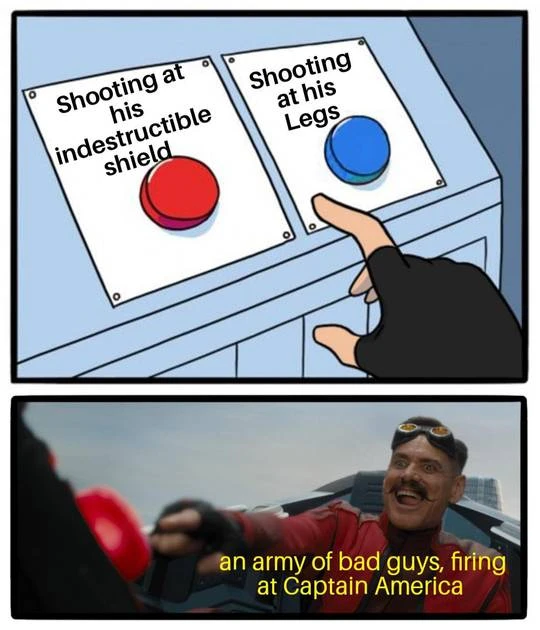 Shooting at
his
indestructible
shield
Shooting
at his
Legs
an army of bad guys, firing
at Captain America